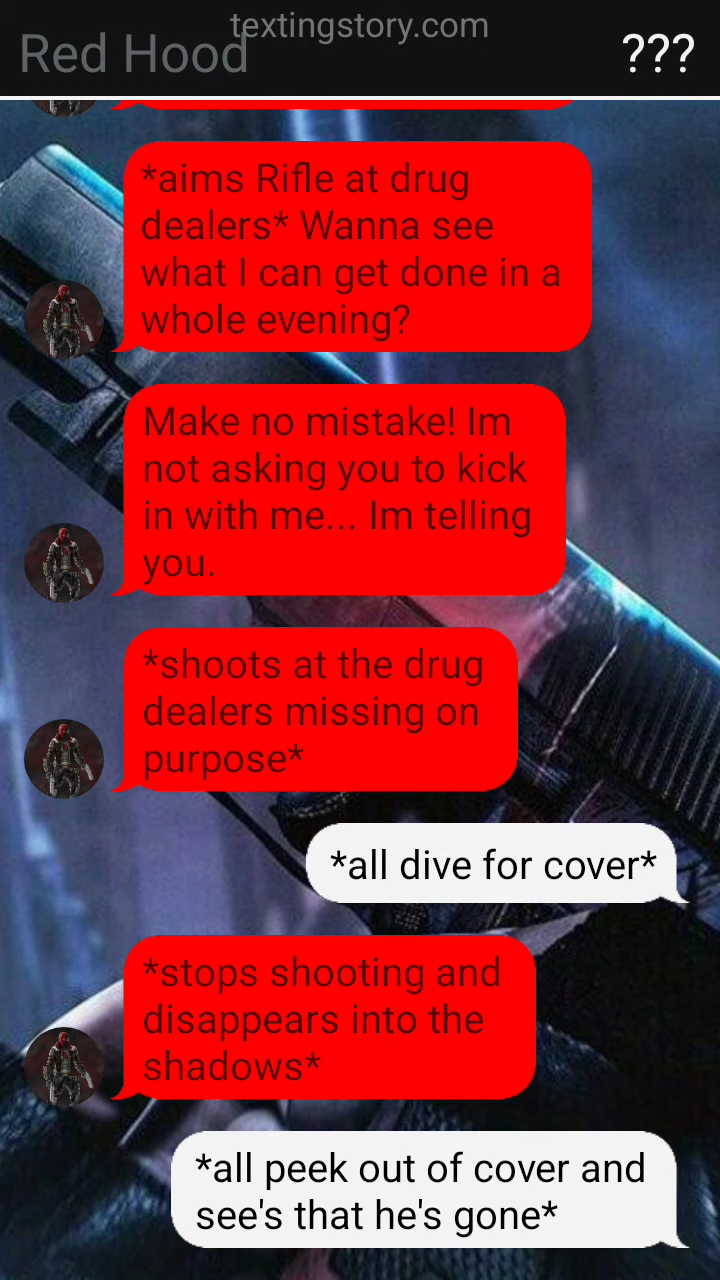 textingstory.com
Red Hood
???
*aims Rifle at drug
dealers* Wanna see
what I can get done in a
whole evening?
Make no mistake! Im
not asking you to kick
in with me... Im telling
you.
*shoots at the drug
dealers missing on
purpose*
*all dive for cover*
*stops shooting and
disappears into the
shadows*
*all peek out of cover and
see's that he's gone*